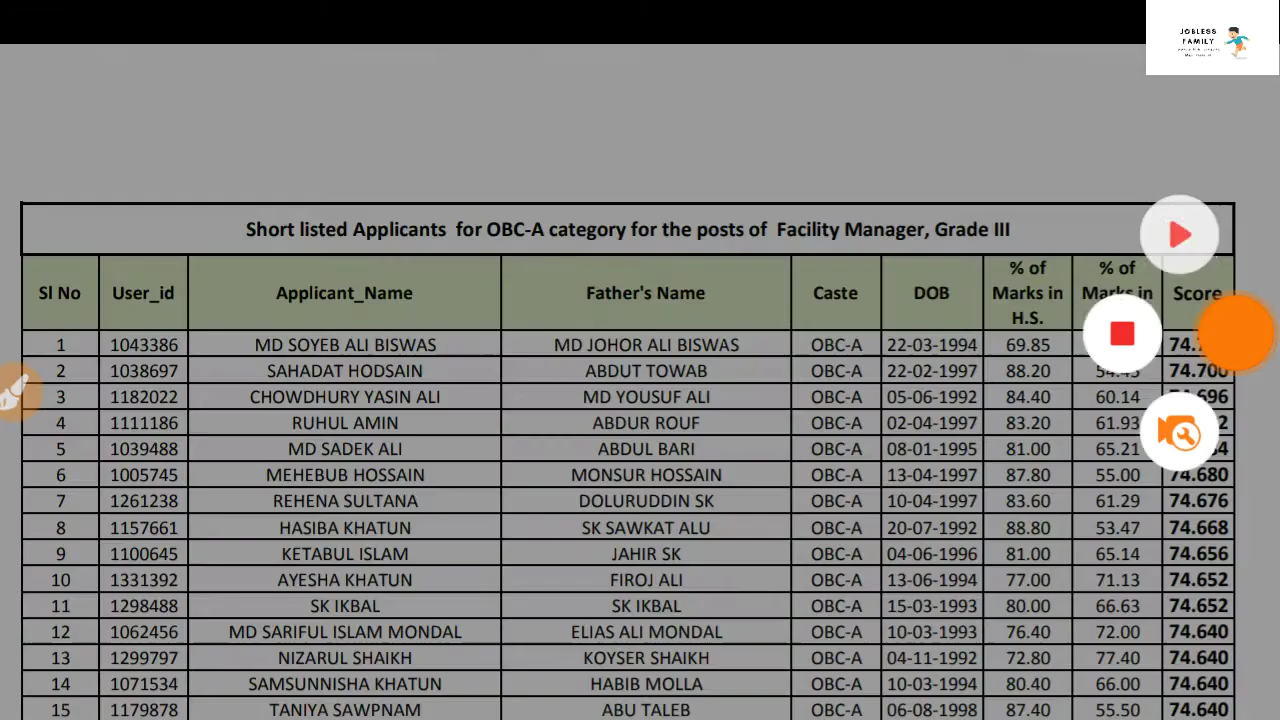 JOBLESS
FAMILY
Short listed Applicants for OBC-A category for the posts of Facility Manager, Grade III
Sl No User_id Applicant_Name Father's Name Caste DOB % of Marks in H.S. % of Marks in Score
1 1043386 MD SOYEB ALI BISWAS MD JOHOR ALI BISWAS OBC-A 22-03-1994 69.85
2 1038697 SAHADAT HODSAIN ABDUT TOWAB OBC-A 22-02-1997 88.20 74.700
3 1182022 CHOWDHURY YASIN ALI MD YOUSUF ALI OBC-A 05-06-1992 84.40 60.14
4 1111186 RUHUL AMIN ABDUR ROUF OBC-A 02-04-1997 83.20 61.93
5 1039488 MD SADEK ALI ABDUL BARI OBC-A 08-01-1995 81.00 65.21
6 1005745 MEHEBUB HOSSAIN MONSUR HOSSAIN OBC-A 13-04-1997 87.80 55.00 74.680
7 1261238 REHENA SULTANA DOLURUDDIN SK OBC-A 10-04-1997 83.60 61.29 74.676
8 1157661 HASIBA KHATUN SK SAWKAT ALU OBC-A 20-07-1992 88.80 53.47 74.668
9 1100645 KETABUL ISLAM JAHIR SK OBC-A 04-06-1996 81.00 65.14 74.656
10 1331392 AYESHA KHATUN FIROJ ALI OBC-A 13-06-1994 77.00 71.13 74.652
11 1298488 SK IKBAL SK IKBAL OBC-A 15-03-1993 80.00 66.63 74.652
12 1062456 MD SARIFUL ISLAM MONDAL ELIAS ALI MONDAL OBC-A 10-03-1993 76.40 72.00 74.640
13 1299797 NIZARUL SHAIKH KOYSER SHAIKH OBC-A 04-11-1992 72.80 77.40 74.640
14 1071534 SAMSUNNISHA KHATUN HABIB MOLLA OBC-A 10-03-1994 80.40 66.00 74.640
15 1179878 TANIYA SAWPNAM ABU TALEB OBC-A 06-08-1998 87.40 55.50 74.640